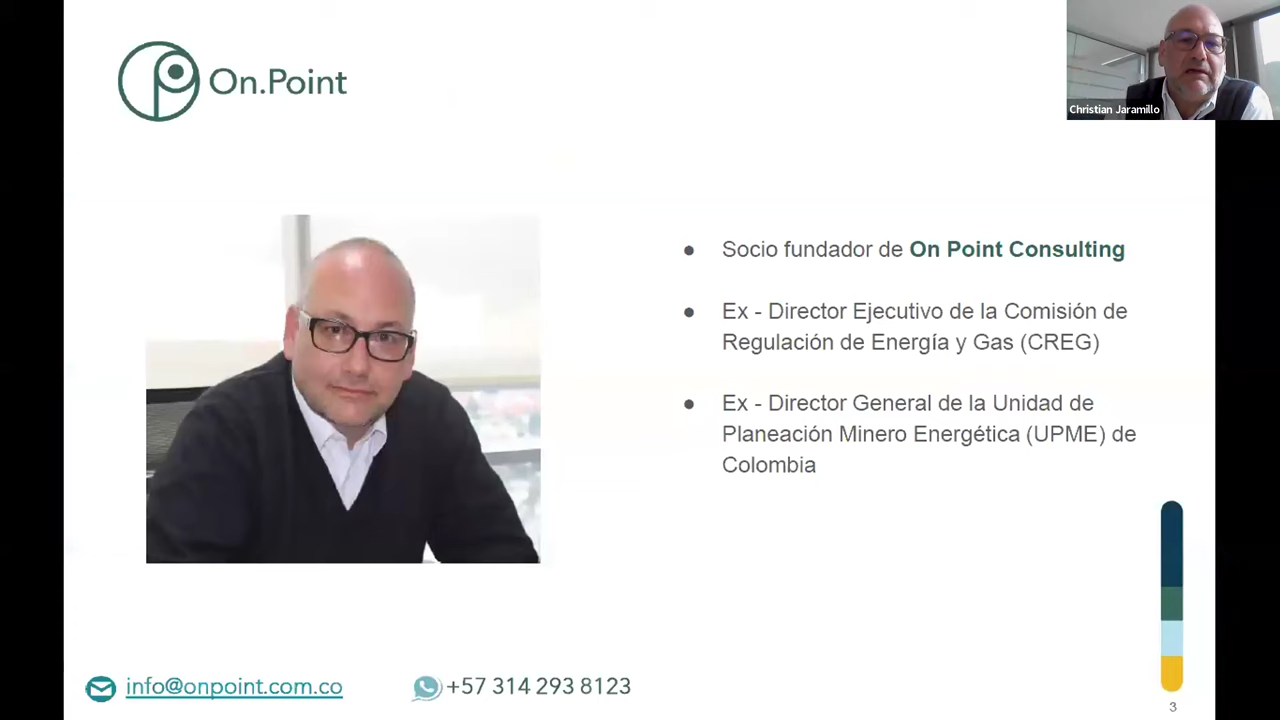 On.Point
Christian Jaramillo
● Socio fundador de On Point Consulting
● Ex - Director Ejecutivo de la Comisión de
Regulación de Energía y Gas (CREG)
● Ex - Director General de la Unidad de
Planeación Minero Energética (UPME) de
Colombia
info@onpoint.com.co
+57 314 293 8123
3